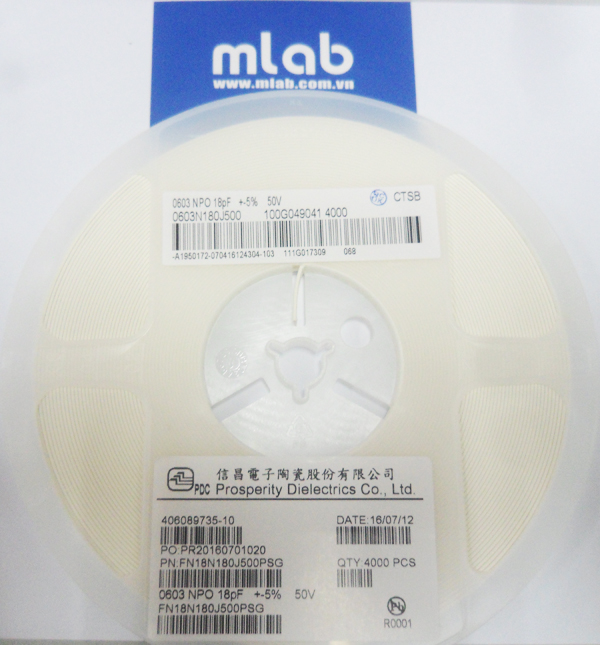 mlab
www.mlab.com.vn
0603 NPO 18pF +-5% 50V
CTSB
0603N180J500 100G049041 4000
-A1950172-070416124304-103 111G017309 068
信昌電子陶瓷股份有限公司
PDC Prosperity Dielectrics Co., Ltd.
406089735-10 DATE:16/07/12
PO:PR20160701020
PN:FN18N180J500PSG QTY:4000 PCS
0603 NPO 18pF +-5% 50V
FN18N180J500PSG
Pb
R0001